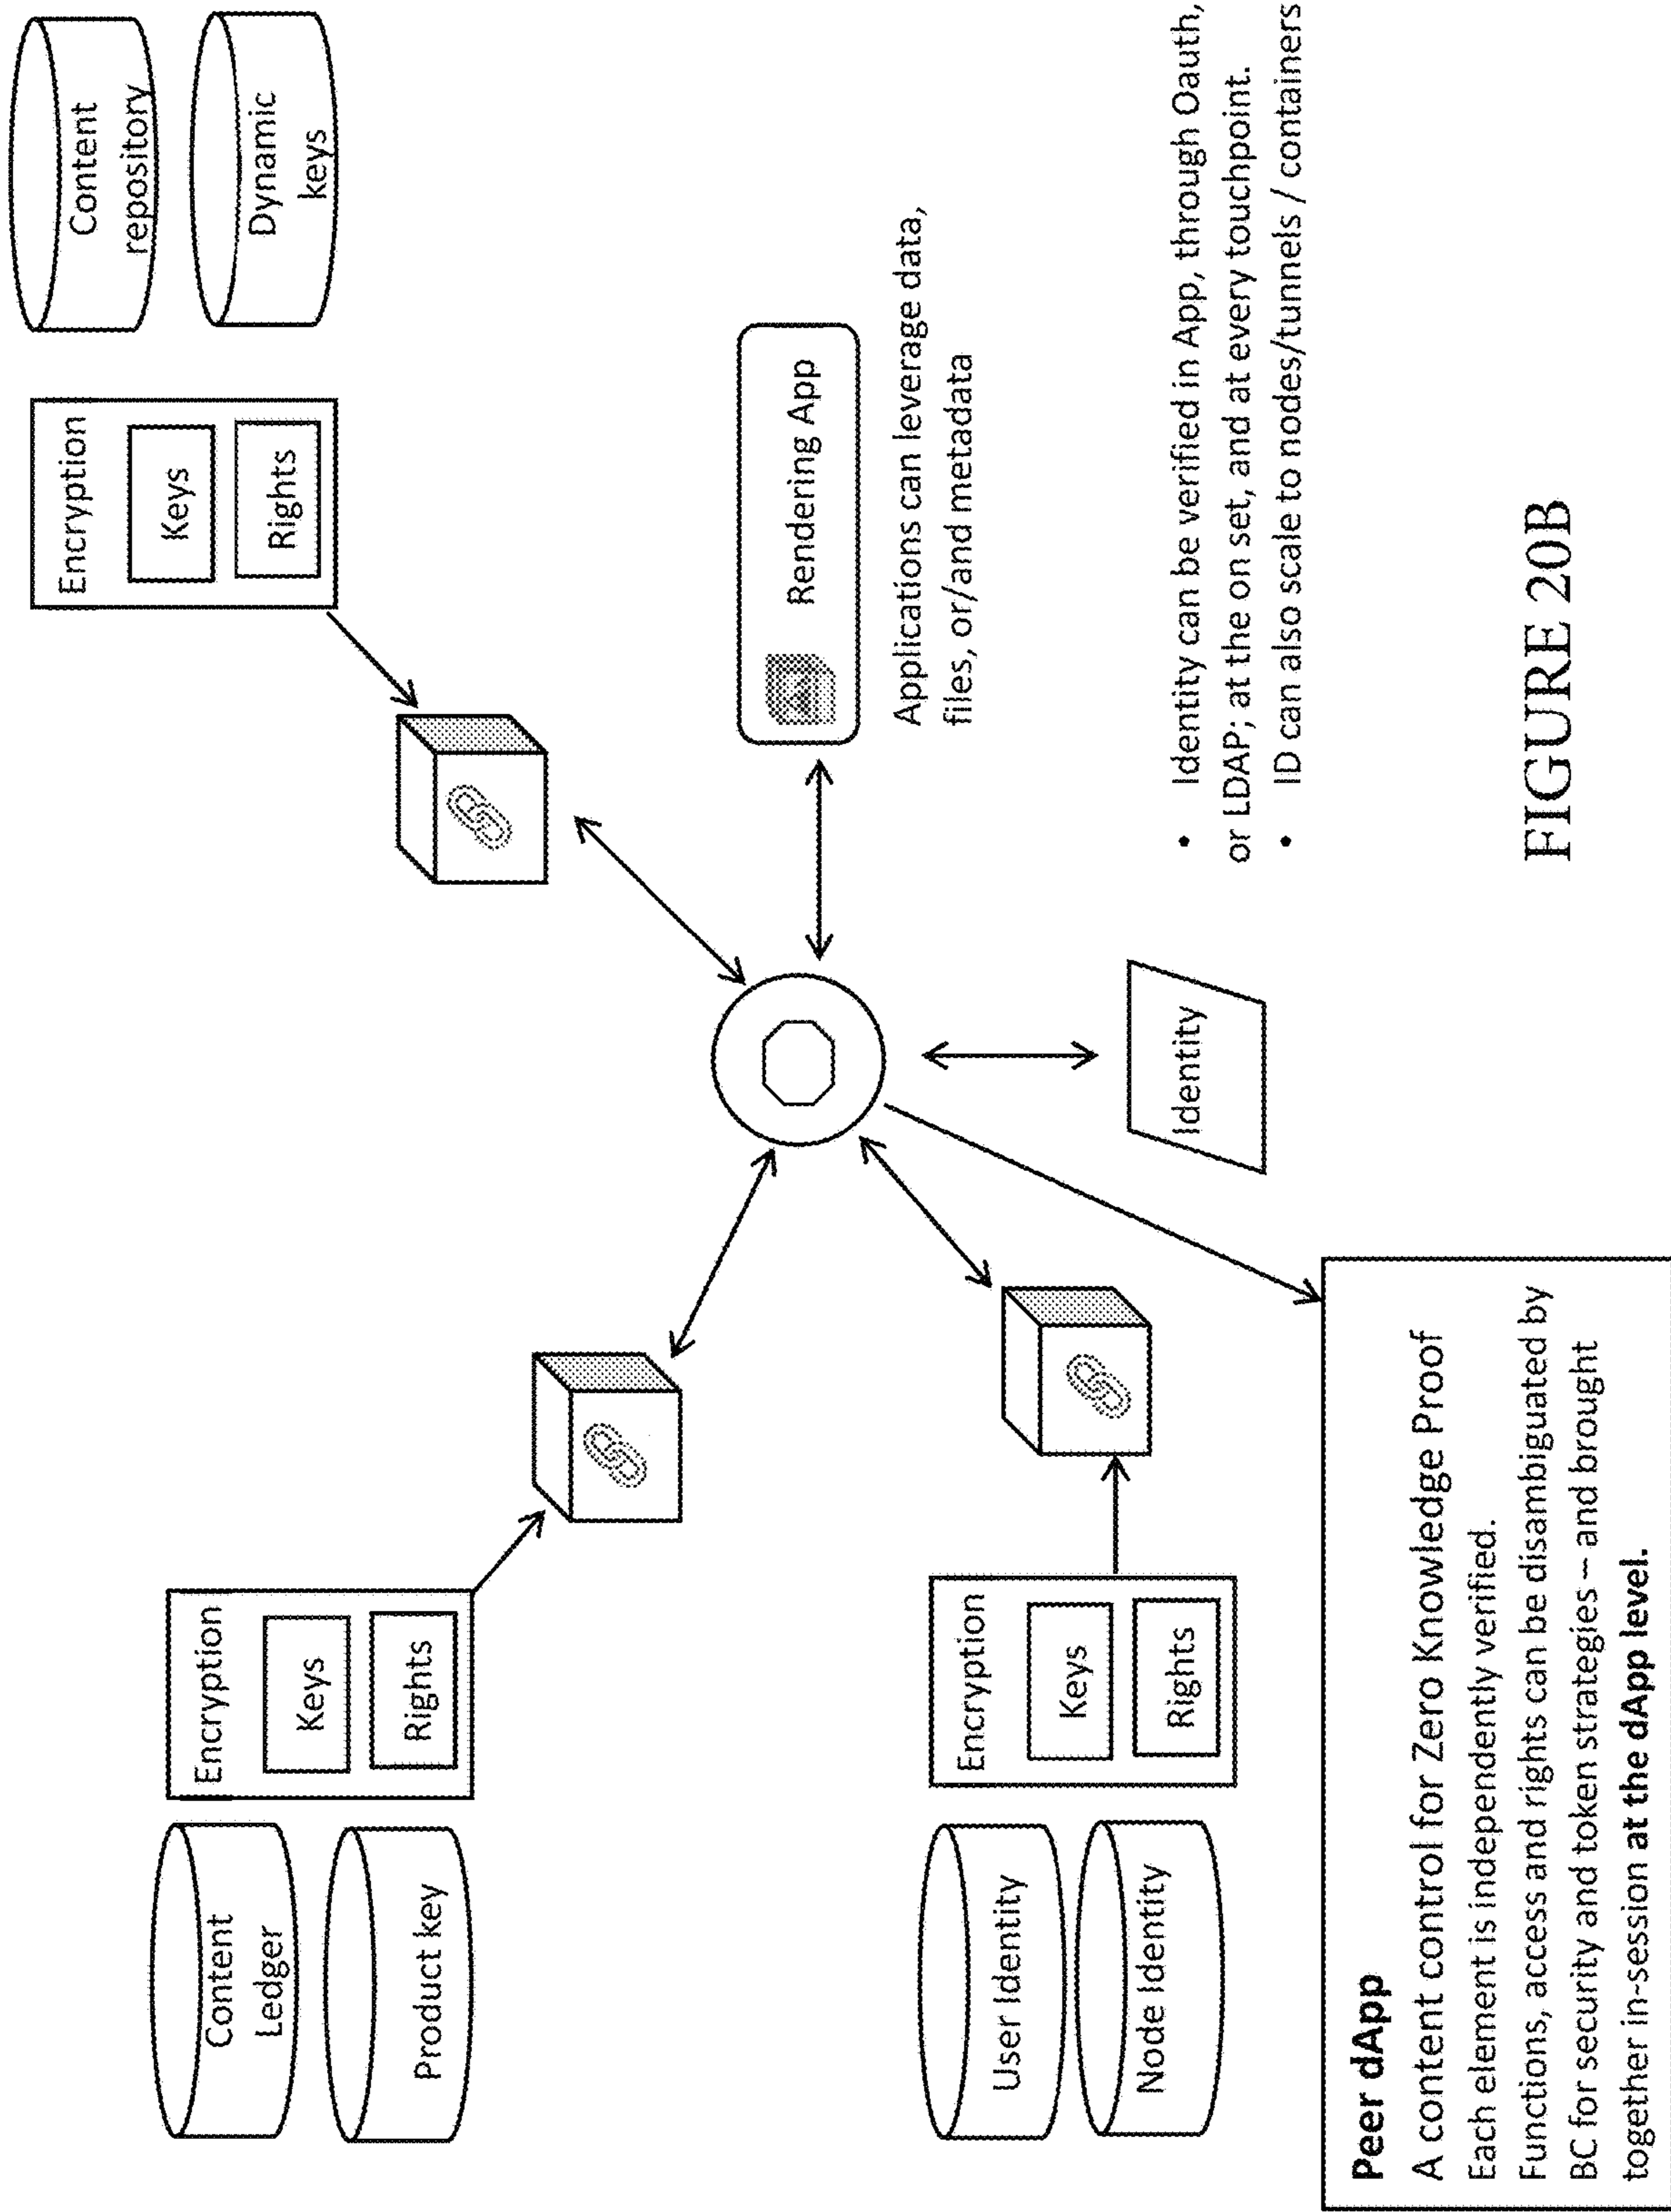 Content
Ledger
Product key
Encryption
Keys
Rights
Content
repository
Dynamic
keys
Encryption
Keys
Rights
User Identity
Node Identity
Encryption
Keys
Rights
Rendering App
Applications can leverage data,
files, or/and metadata
Identity
• Identity can be verified in App, through Oauth,
or LDAP; at the on set, and at every touchpoint.
• ID can also scale to nodes/tunnels / containers
Peer dApp
A content control for Zero Knowledge Proof
Each element is independently verified.
Functions, access and rights can be disambiguated by
BC for security and token strategies – and brought
together in-session at the dApp level.
FIGURE 20B